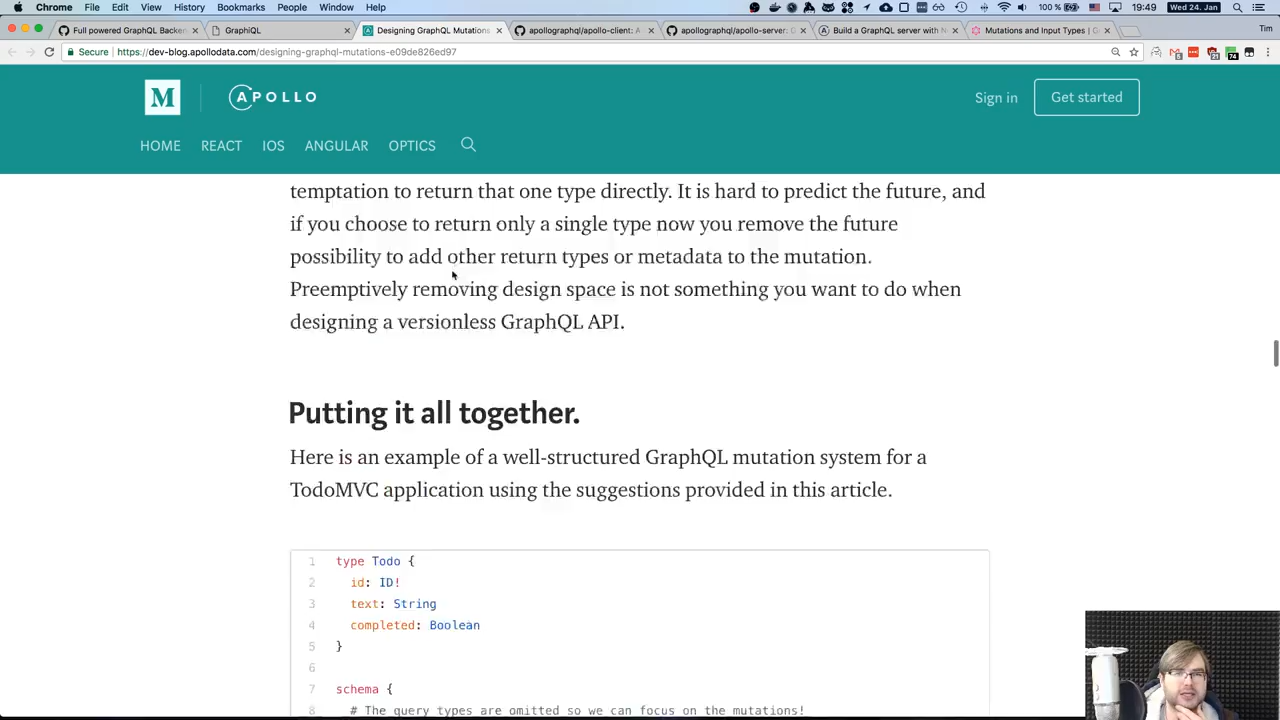 Chrome File Edit View History Bookmarks People Window Help 100 % 19:49 Wed 24. Jan
Full powered GraphQL Backen GraphiQL Designing GraphQL Mutations apollographql/apollo-client: A apollographql/apollo-server: G Build a GraphQL server with N Mutations and Input Types | G Tim
Secure https://dev-blog.apollodata.com/designing-graphql-mutations-e09de826ed97
M APOLLO Sign in Get started
HOME REACT IOS ANGULAR OPTICS
temptation to return that one type directly. It is hard to predict the future, and
if you choose to return only a single type now you remove the future
possibility to add other return types or metadata to the mutation.
Preemptively removing design space is not something you want to do when
designing a versionless GraphQL API.
Putting it all together.
Here is an example of a well-structured GraphQL mutation system for a
TodoMVC application using the suggestions provided in this article.
1 type Todo {
2 id: ID!
3 text: String
4 completed: Boolean
5 }
6
7 schema {
8 # The query types are omitted so we can focus on the mutations!